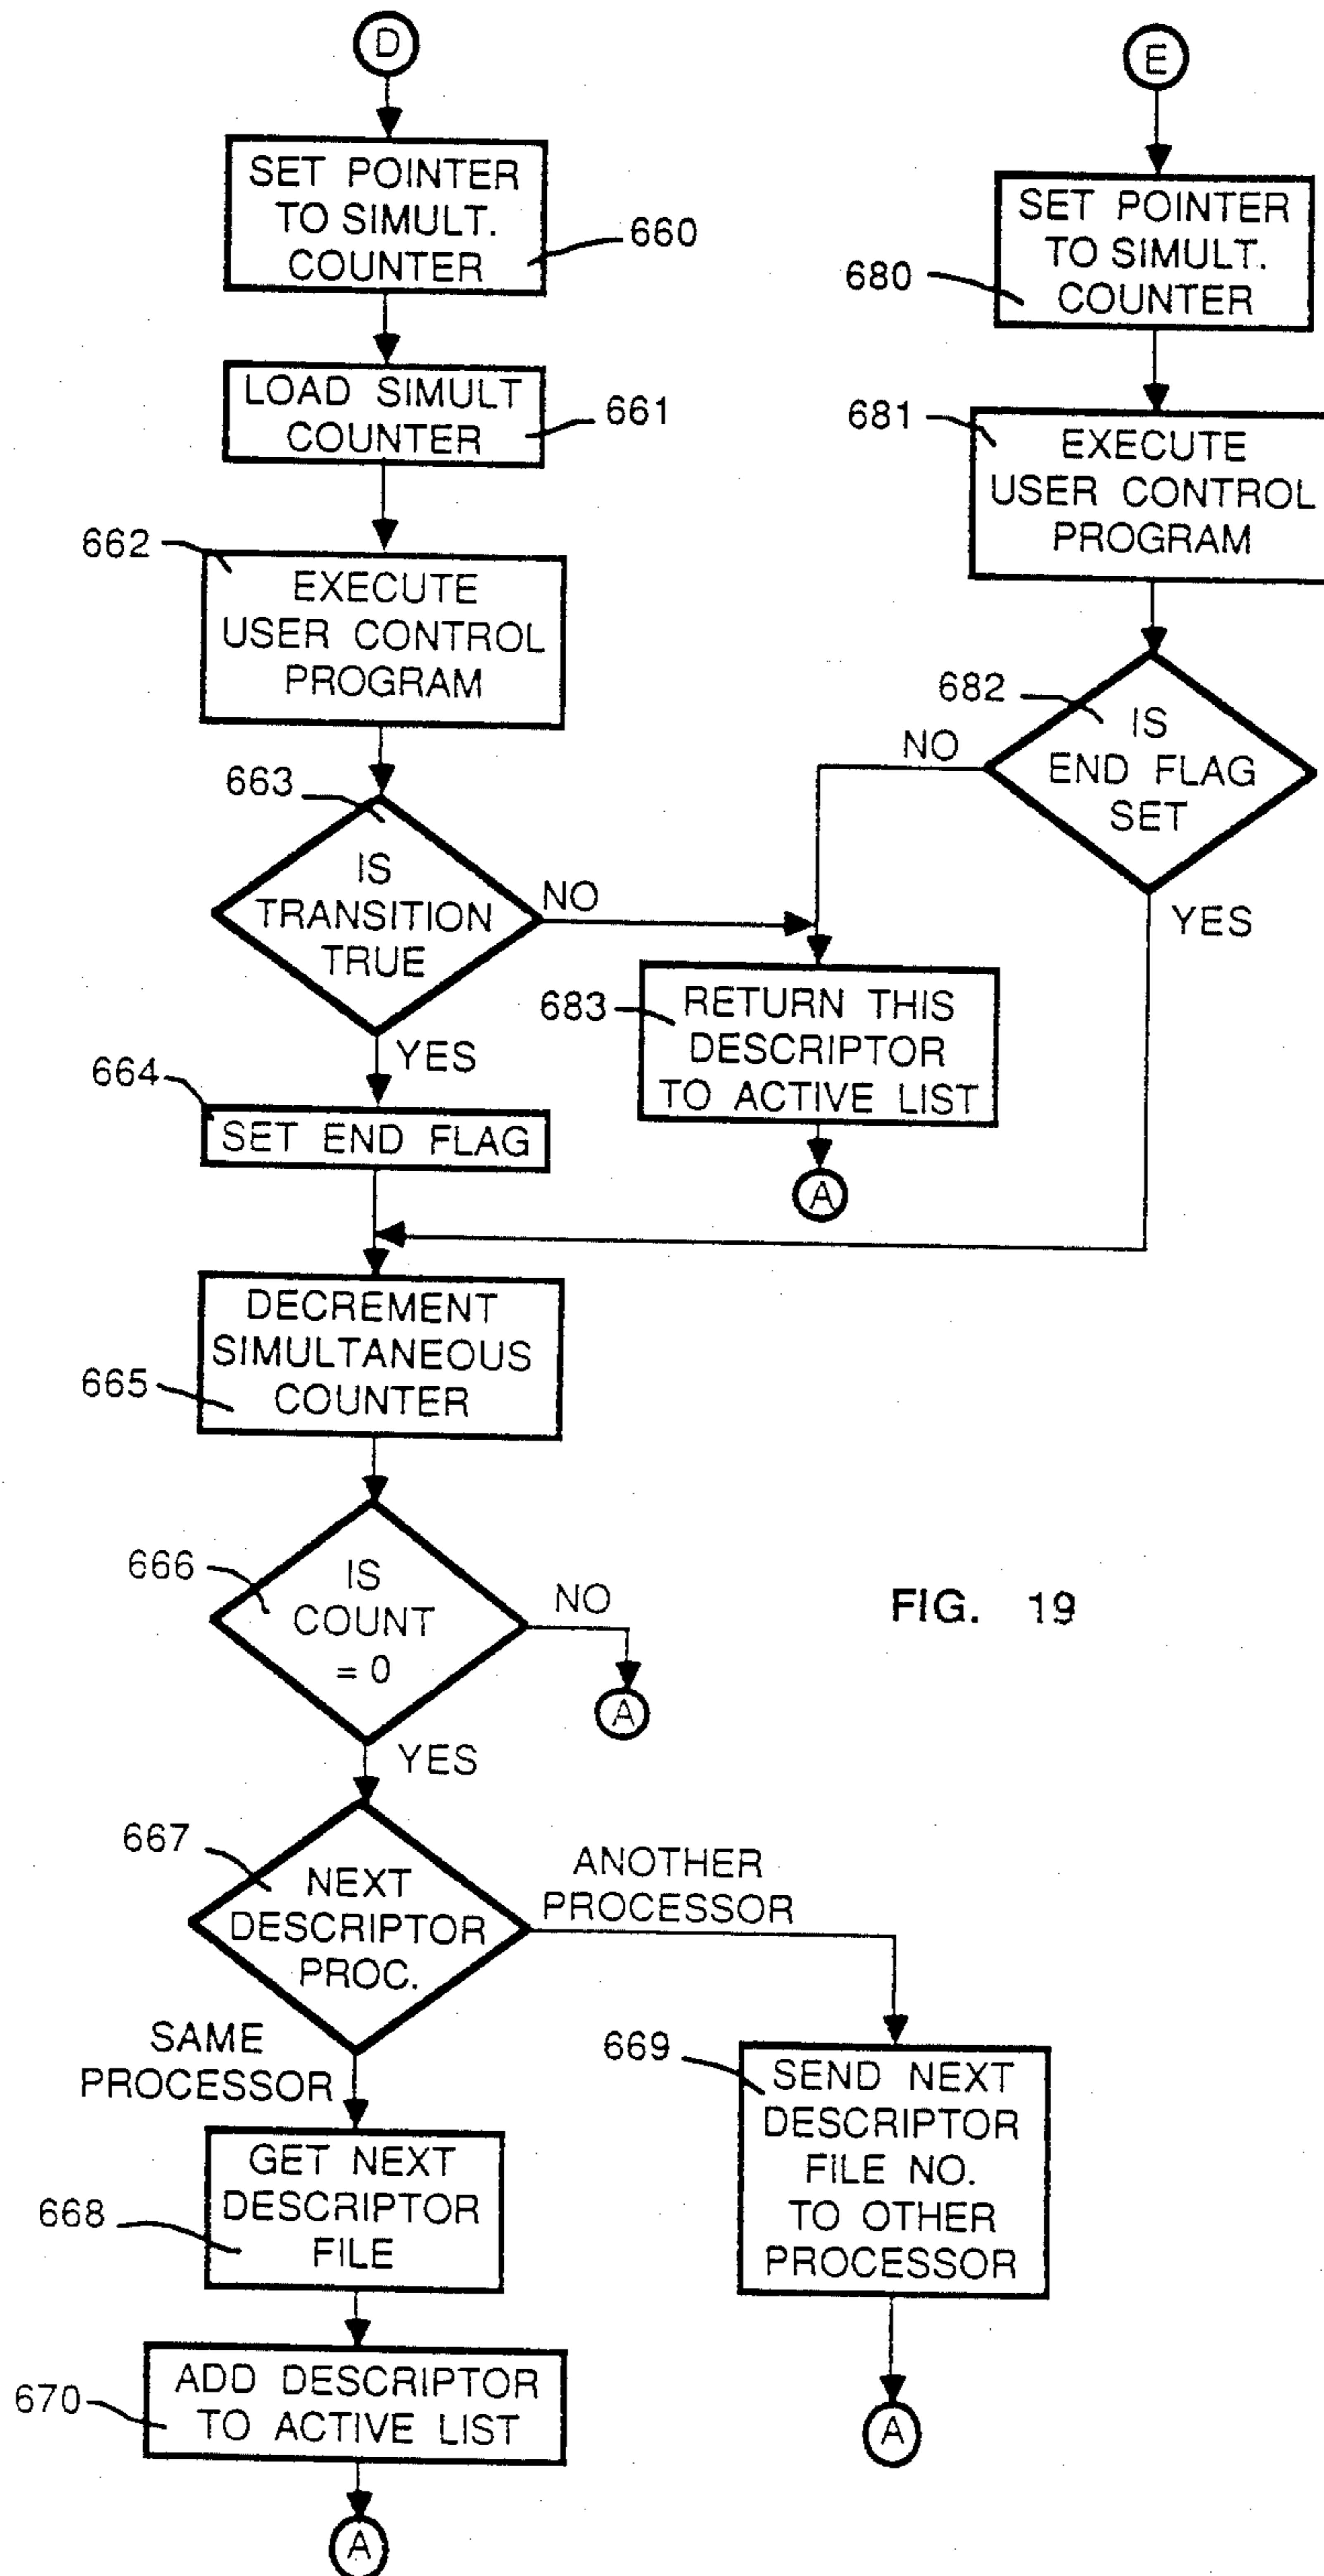 D
SET POINTER
TO SIMULT.
COUNTER
660
LOAD SIMULT
COUNTER
661
662
EXECUTE
USER CONTROL
PROGRAM
663
IS
TRANSITION
TRUE
NO
YES
664
SET END FLAG
E
SET POINTER
TO SIMULT.
COUNTER
680
681
EXECUTE
USER CONTROL
PROGRAM
682
IS
END FLAG
SET
NO
YES
683
RETURN THIS
DESCRIPTOR
TO ACTIVE LIST
A
DECREMENT
SIMULTANEOUS
COUNTER
665
666
IS
COUNT
= 0
NO
A
YES
FIG. 19
667
NEXT
DESCRIPTOR
PROC.
ANOTHER
PROCESSOR
SAME
PROCESSOR
669
SEND NEXT
DESCRIPTOR
FILE NO.
TO OTHER
PROCESSOR
A
GET NEXT
DESCRIPTOR
FILE
668
ADD DESCRIPTOR
TO ACTIVE LIST
670
A